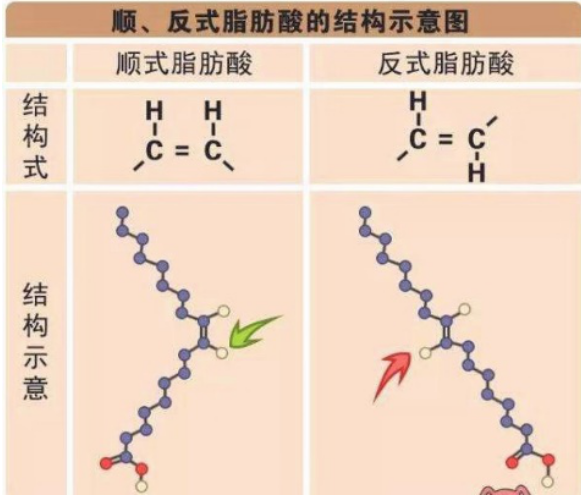 顺、反式脂肪酸的结构示意图
顺式脂肪酸 反式脂肪酸
结构式
H H
C = C
H
C = C
H
结构示意